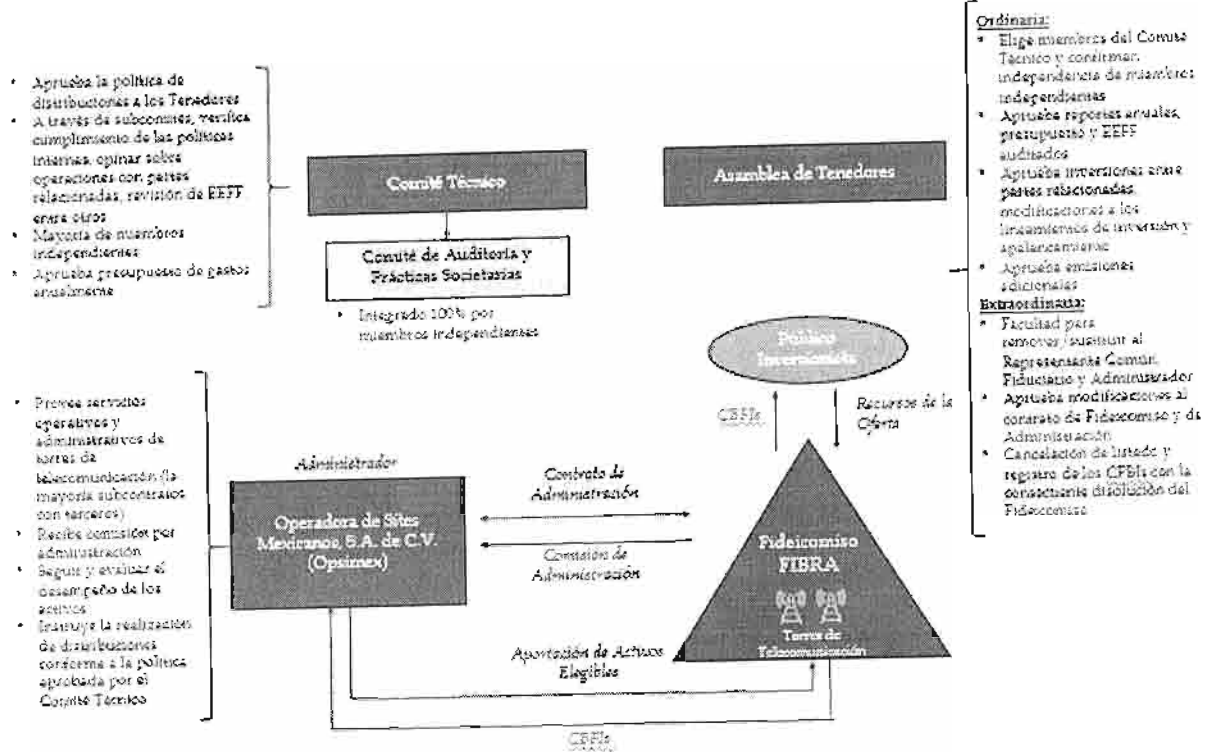 • Aprueba la política de
distribuciones a los Tenedores
• A través de subcomités, verifica
cumplimiento de las políticas
internas, opinar sobre
operaciones con partes
relacionadas, revisión de EEFF
entre otros
• Mayoría de miembros
independientes
• Aprueba presupuesto de gastos
anualmente
Comité Técnico
Comité de Auditoría y
Prácticas Societarias
• Integrado 100% por
miembros independientes
Asamblea de Tenedores
Ordinaria:
• Elige miembros del Comité
Técnico y confirmar
independencia de miembros
independientes
• Aprueba reportes anuales,
presupuesto y EEFF
auditados
• Aprueba inversiones entre
partes relacionadas,
modificaciones a los
lineamientos de inversión y
apalancamiento
• Aprueba emisiones
adicionales
Extraordinaria:
• Facultad para
remover/sustituir al
Representante Común,
Fiduciario y Administrador
• Aprueba modificaciones al
contrato de Fideicomiso y de
Administración
• Cancelación de listado y
registro de los CFBIs con la
consecuente disolución del
Fideicomiso
Público
Inversionista
CBFIs
Recursos de la
Oferta
• Provee servicios
operativos y
administrativos de
torres de
telecomunicación (la
mayoría subcontratos
con terceros)
• Recibe comisión por
administración
• Seguir y evaluar el
desempeño de los
activos
• Instruye la realización
de distribuciones
conforme a la política
aprobada por el
Comité Técnico
Administrador
Operadora de Sites
Mexicanos, S.A. de C.V.
(Opsimex)
Contrato de
Administración
Comisión de
Administración
Fideicomiso
FIBRA
Torres de
Telecomunicación
Aportación de Activos
Elegibles
CBFIs